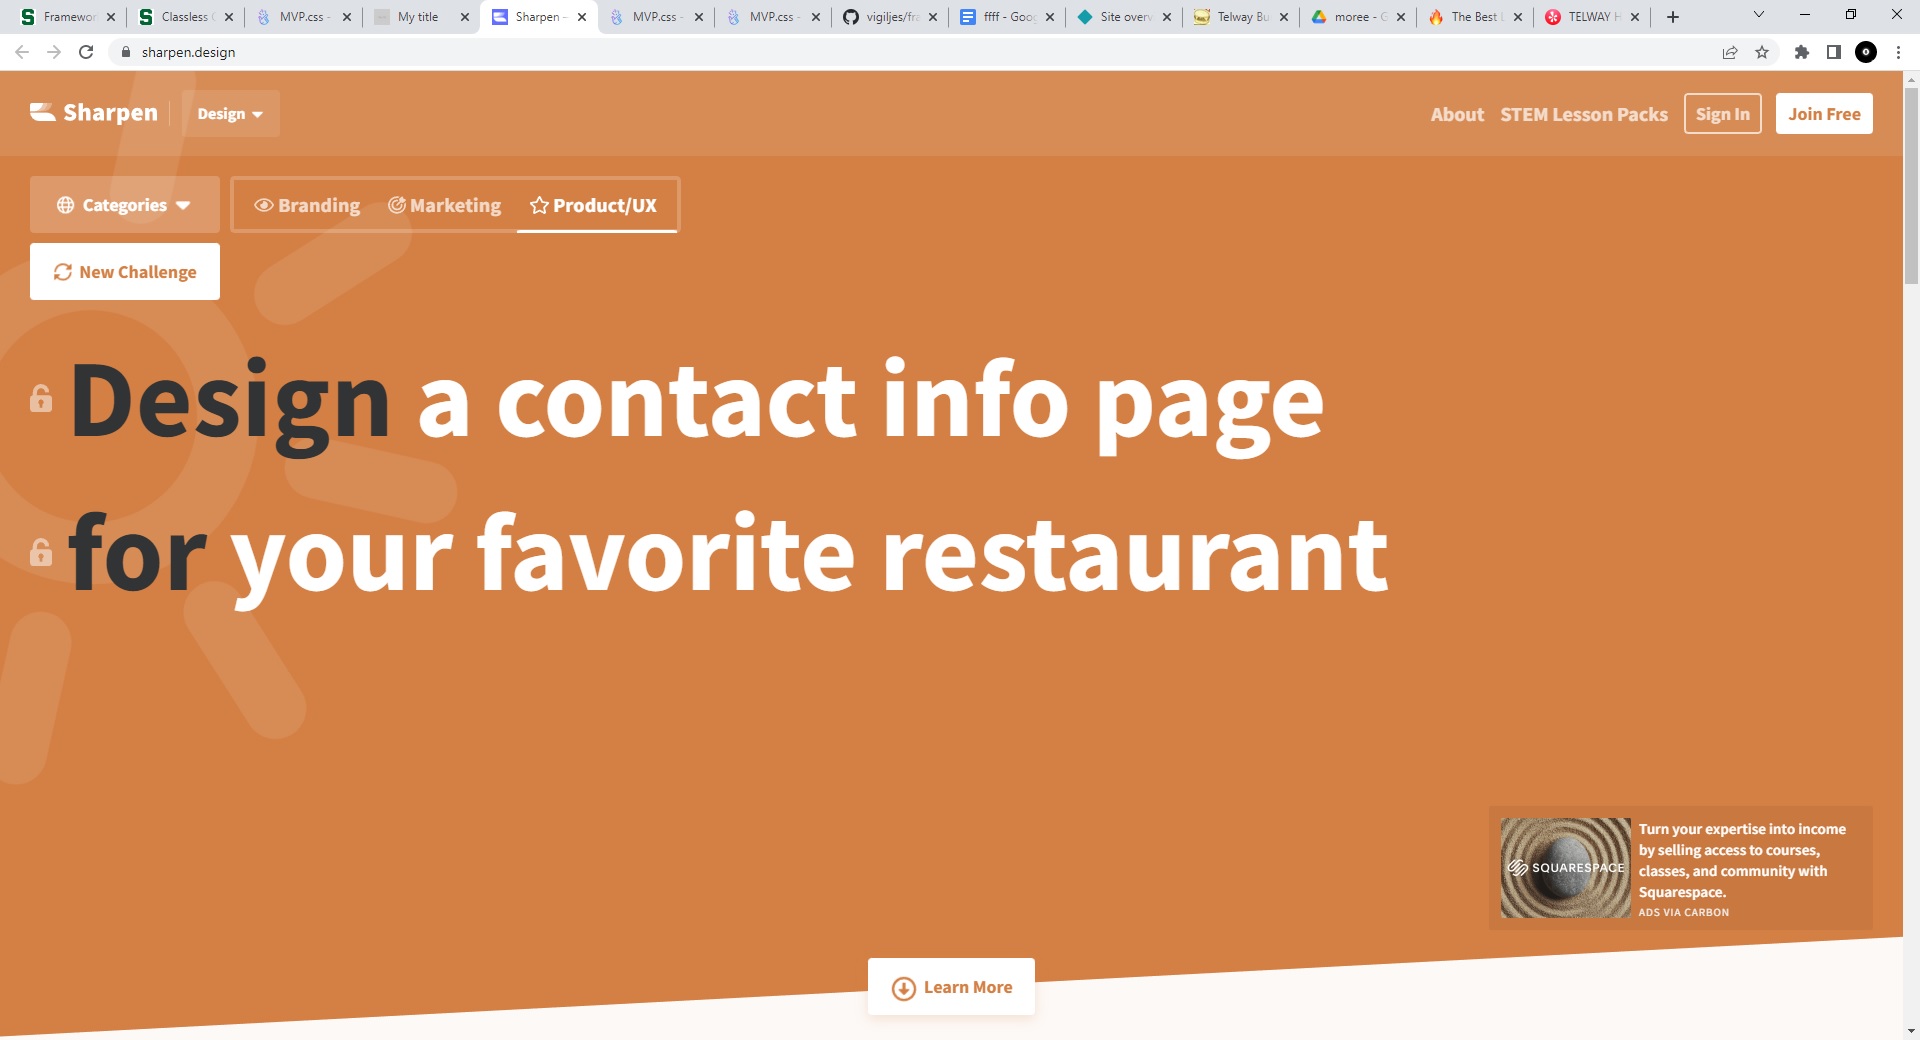 Framewor
Classless C
MVP.css -
My title
Sharpen –
MVP.css -
MVP.css -
vigiljes/fra
ffff - Goog
Site overv
Telway Bu
moree - G
The Best L
TELWAY H
sharpen.design
Sharpen
Design
About
STEM Lesson Packs
Sign In
Join Free
Categories
Branding
Marketing
Product/UX
New Challenge
Design a contact info page
for your favorite restaurant
SQUARESPACE
Turn your expertise into income
by selling access to courses,
classes, and community with
Squarespace.
ADS VIA CARBON
Learn More